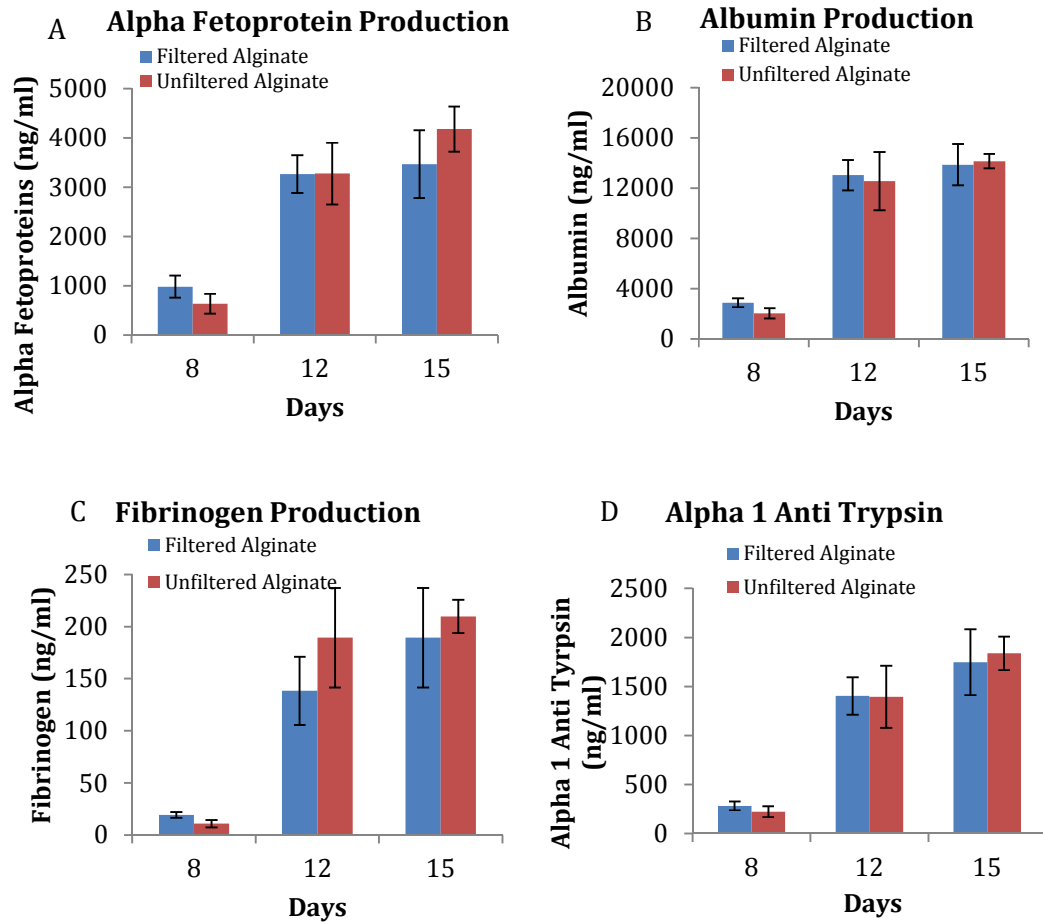 A
Alpha Fetoprotein Production
Filtered Alginate
Unfiltered Alginate
Alpha Fetoproteins (ng/ml)
5000
4000
3000
2000
1000
0
8
12
15
Days
B
Albumin Production
Filtered Alginate
Unfiltered Alginate
Albumin (ng/ml)
20000
16000
12000
8000
4000
0
8
12
15
Days
C
Fibrinogen Production
Filtered Alginate
Unfiltered Alginate
Fibrinogen (ng/ml)
250
200
150
100
50
0
8
12
15
Days
D
Alpha 1 Anti Trypsin
Filtered Alginate
Unfiltered Alginate
Alpha 1 Anti Tyrpsin
(ng/ml)
2500
2000
1500
1000
500
0
8
12
15
Days